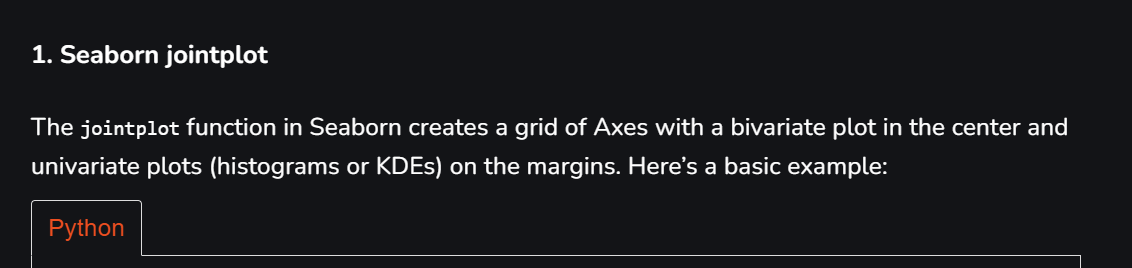 1. Seaborn jointplot
The jointplot function in Seaborn creates a grid of Axes with a bivariate plot in the center and
univariate plots (histograms or KDEs) on the margins. Here’s a basic example:
Python